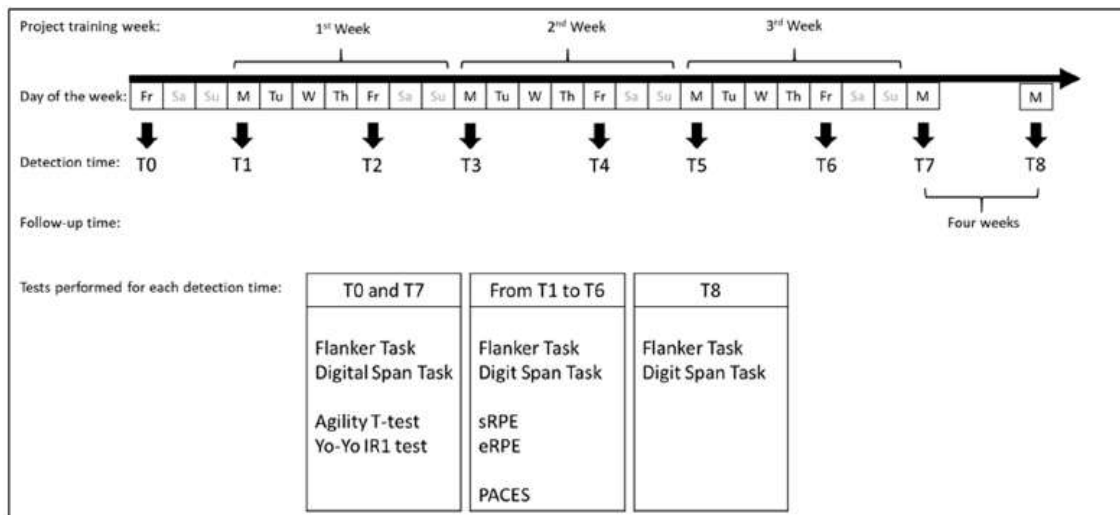 Project training week:
1st Week 2nd Week 3rd Week
Day of the week: Fr Sa Su M Tu W Th Fr Sa Su M Tu W Th Fr Sa Su M Tu W Th Fr Sa Su M M
Detection time: T0 T1 T2 T3 T4 T5 T6 T7 T8
Follow-up time: Four weeks
Tests performed for each detection time: T0 and T7 From T1 to T6 T8
Flanker Task Flanker Task Flanker Task
Digital Span Task Digit Span Task Digit Span Task
Agility T-test sRPE
Yo-Yo IR1 test eRPE
PACES